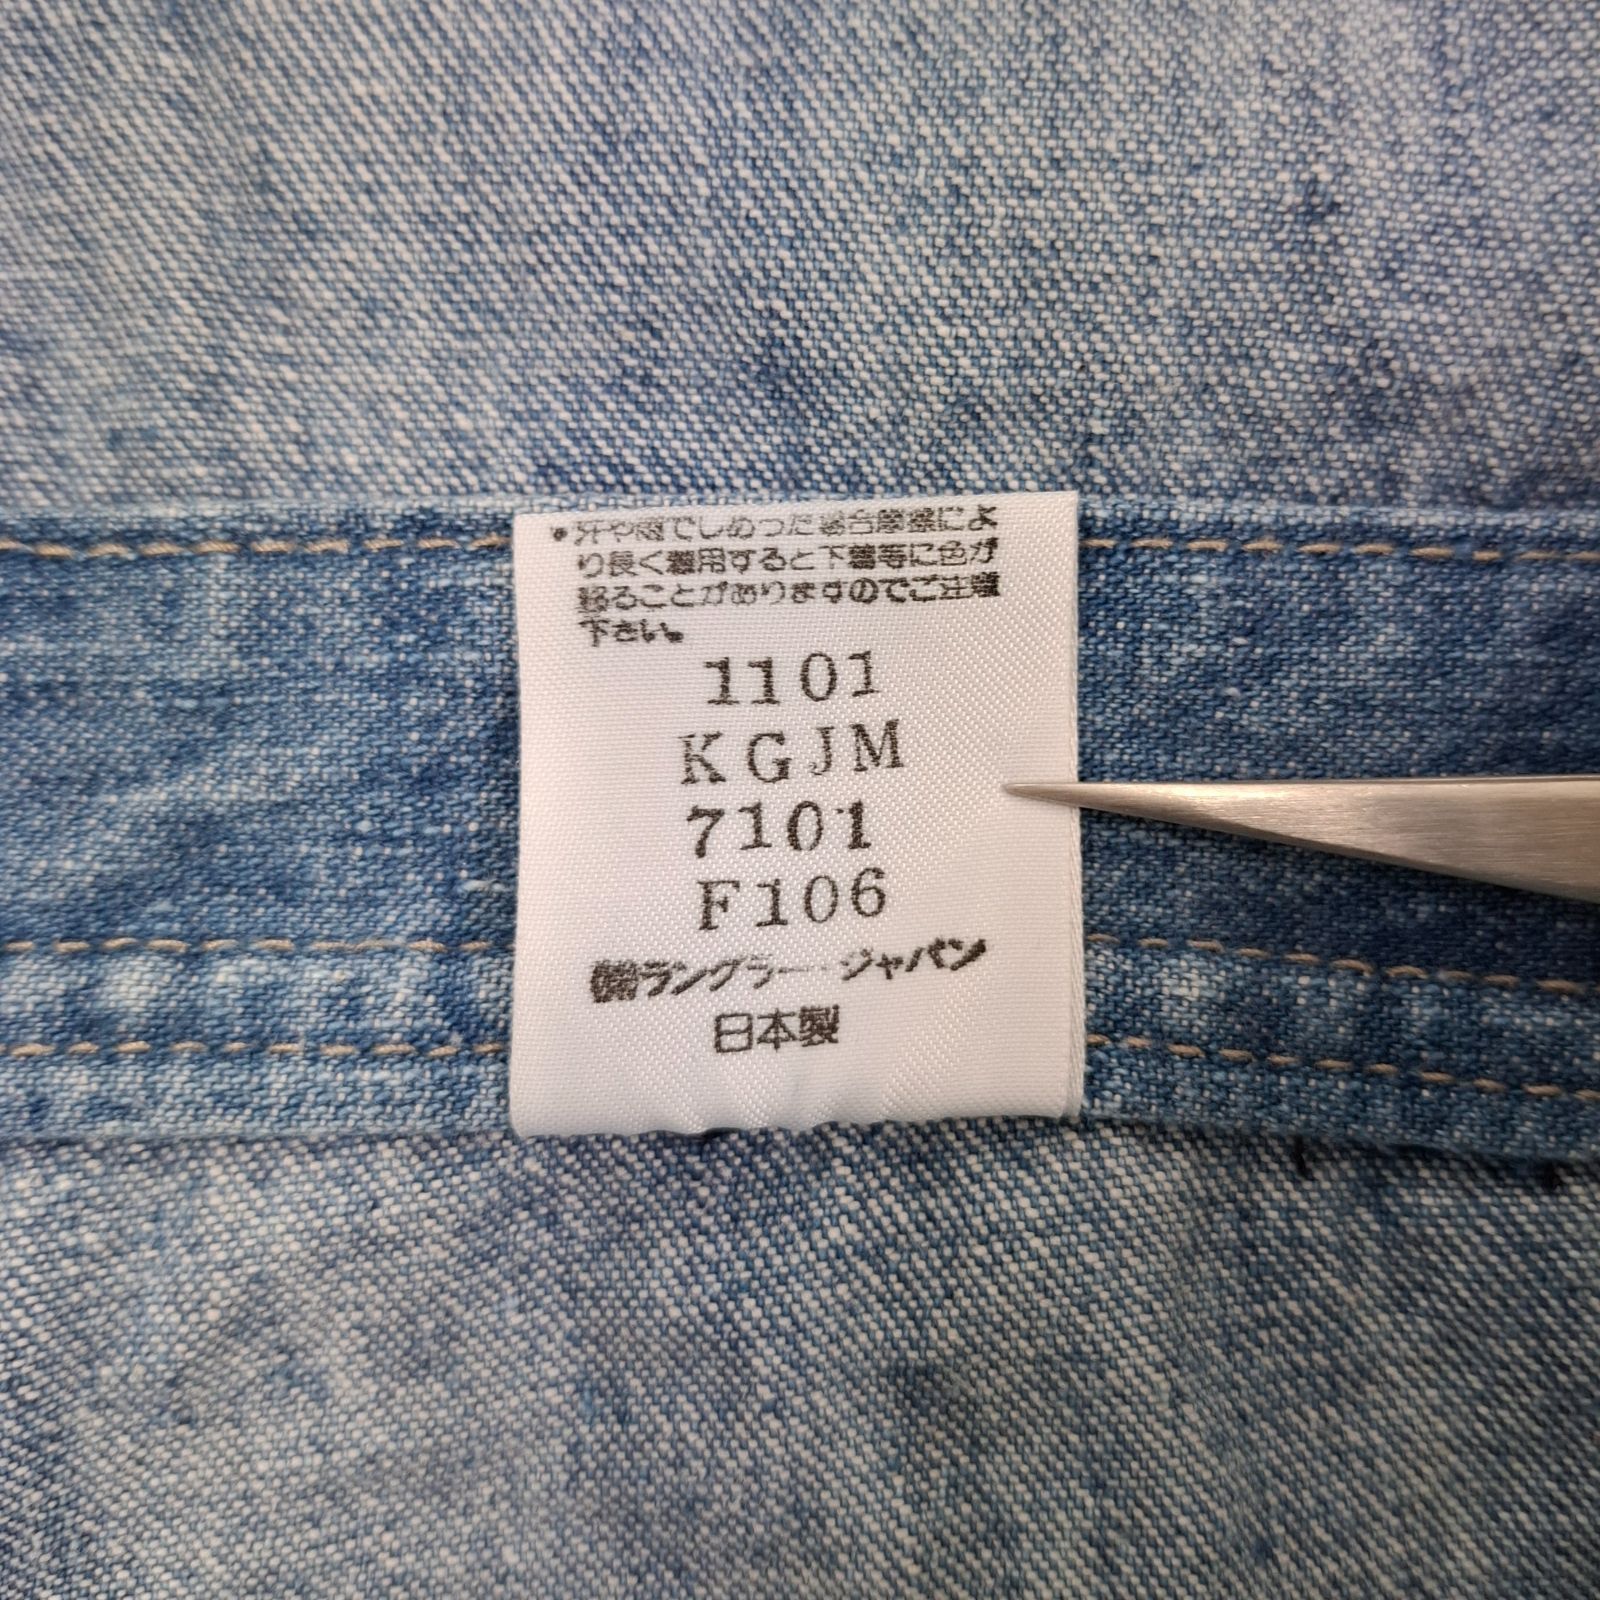 ・汗や雨でしめった場合摩擦によ
り長く着用すると下着等に色が
移ることがありますのでご注意
下さい。
1101
KGJM
7101
F106
㈱ラングラー・ジャパン
日本製